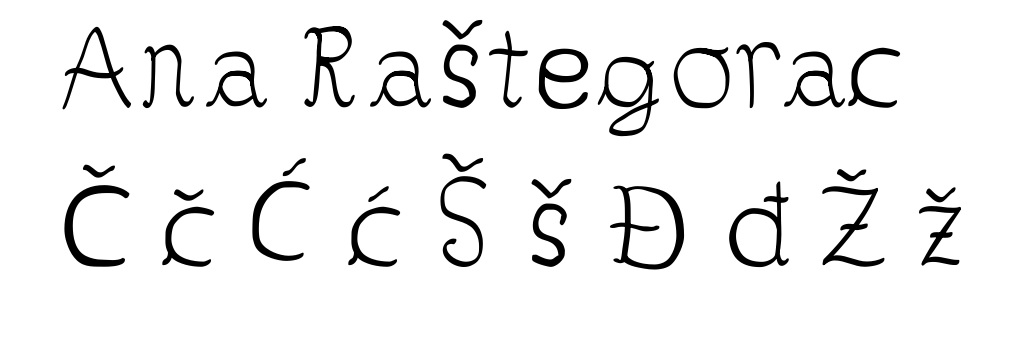 Ana Raštegorac
Č č Ć ć Š š Đ đ Ž ž